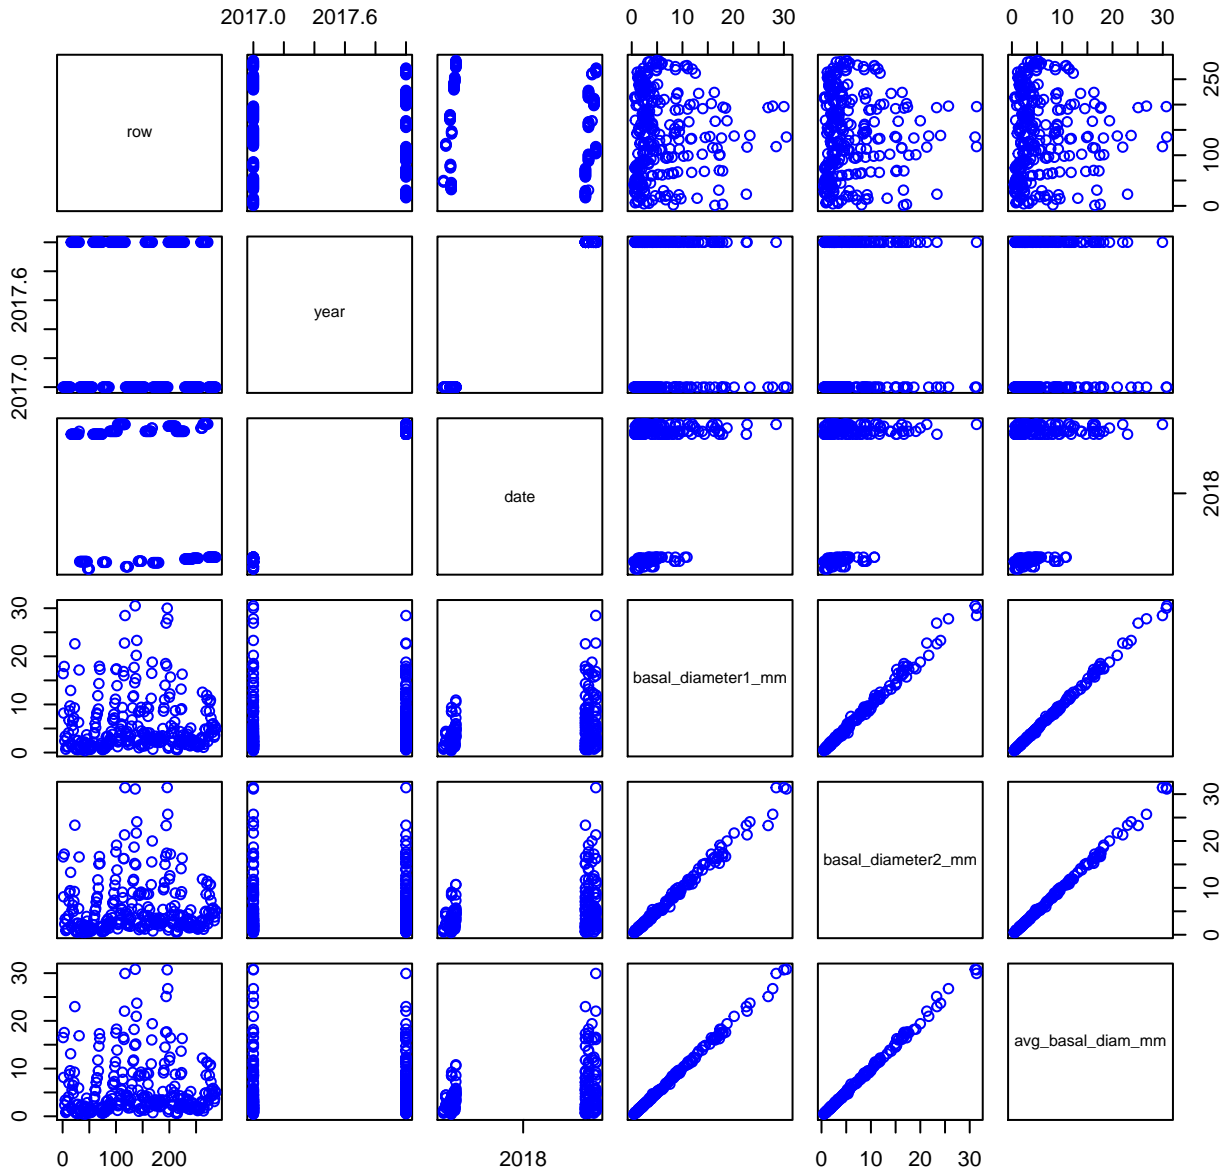 2017.0 2017.6 0 10 20 30 0 10 20 30
row
0 100 250
2017.0 2017.6
year
date
2018
0 10 20 30
basal_diameter1_mm
basal_diameter2_mm
0 10 20 30
0 10 20 30
avg_basal_diam_mm
0 100 200 2018 0 10 20 30